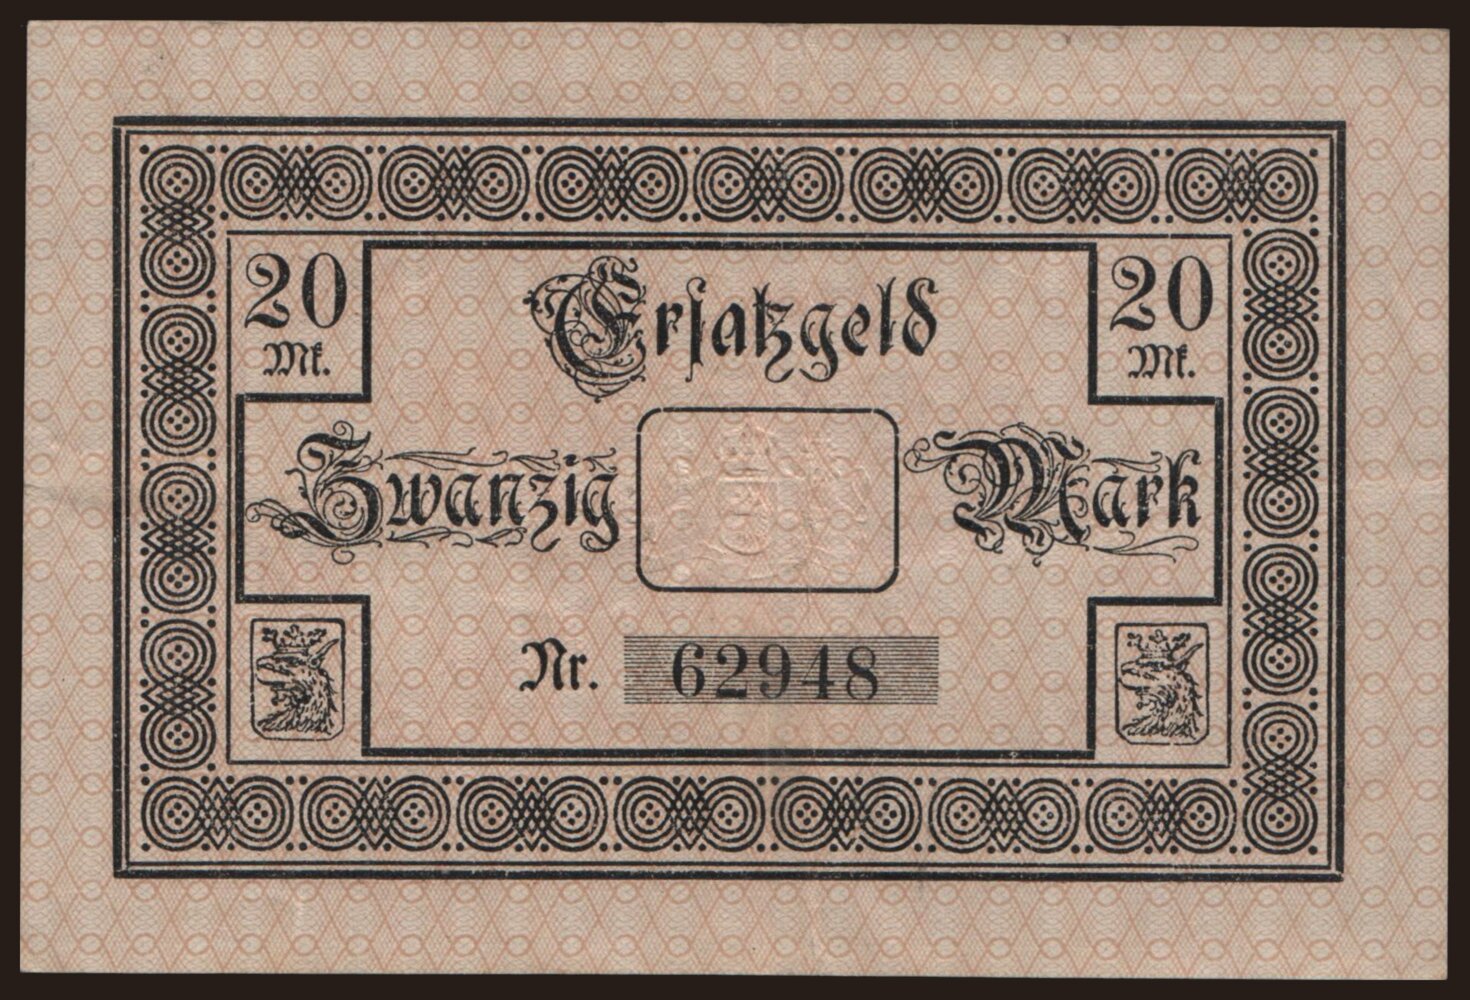 20 Mk.
Ersatzgeld
20 Mk.
Zwanzig Mark
Nr. 62948